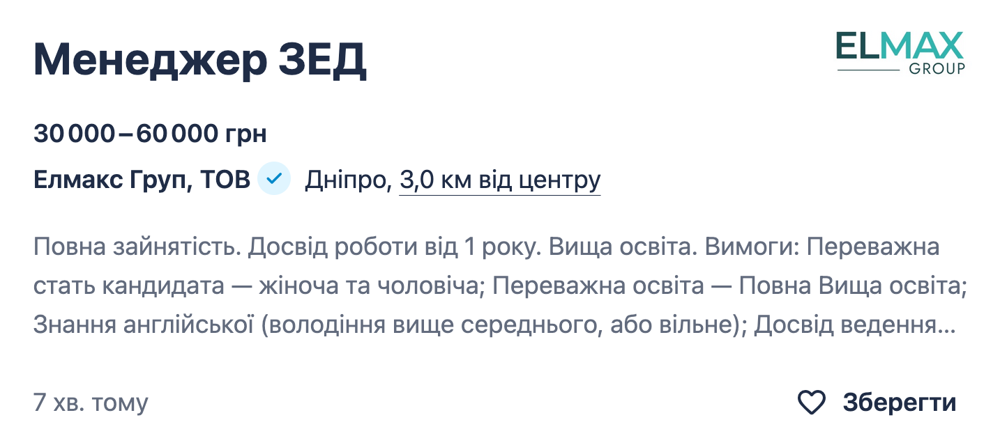 Менеджер ЗЕД
ELMAX
GROUP
30 000 – 60 000 грн
Елмакс Груп, ТОВ Дніпро, 3,0 км від центру
Повна зайнятість. Досвід роботи від 1 року. Вища освіта. Вимоги: Переважна
стать кандидата — жіноча та чоловіча; Переважна освіта — Повна Вища освіта;
Знання англійської (володіння вище середнього, або вільне); Досвід ведення...
7 хв. тому
Зберегти